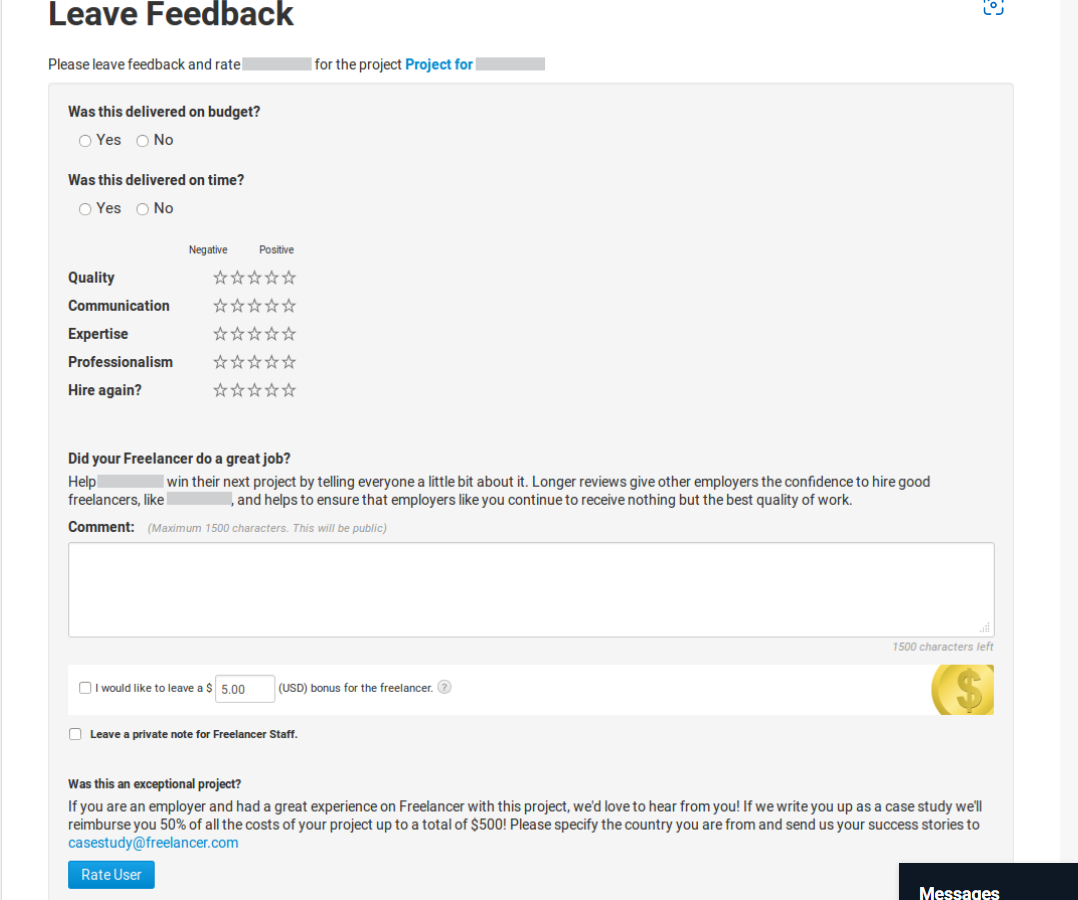 Leave Feedback
Please leave feedback and rate for the project Project for
Was this delivered on budget?
Yes No
Was this delivered on time?
Yes No
Negative Positive
Quality
Communication
Expertise
Professionalism
Hire again?
Did your Freelancer do a great job?
Help win their next project by telling everyone a little bit about it. Longer reviews give other employers the confidence to hire good
freelancers, like , and helps to ensure that employers like you continue to receive nothing but the best quality of work.
Comment: (Maximum 1500 characters. This will be public)
1500 characters left
I would like to leave a $ 5.00 (USD) bonus for the freelancer. ?
$
Leave a private note for Freelancer Staff.
Was this an exceptional project?
If you are an employer and had a great experience on Freelancer with this project, we'd love to hear from you! If we write you up as a case study we'll
reimburse you 50% of all the costs of your project up to a total of $500! Please specify the country you are from and send us your success stories to
casestudy@freelancer.com
Rate User
Messages